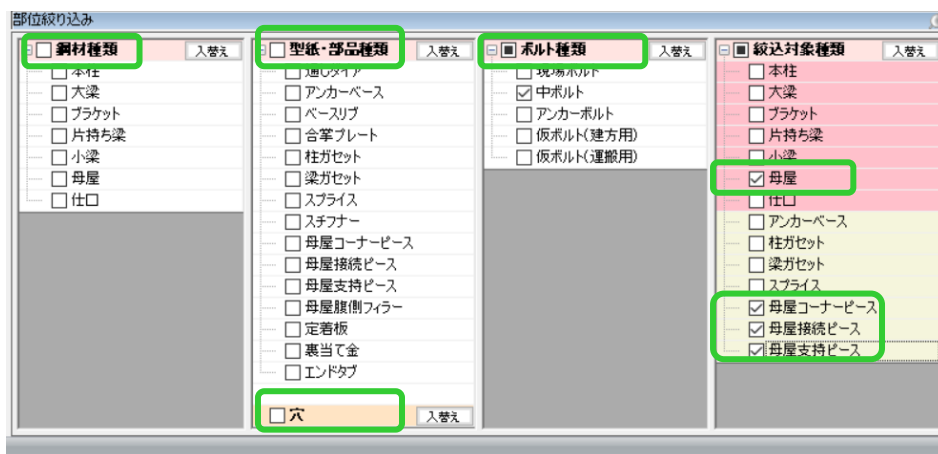 部位絞り込み
鋼材種類 入替え
本柱
大梁
ブラケット
片持ち梁
小梁
母屋
仕口
型紙・部品種類 入替え
通しダイア
アンカーベース
ベースリブ
合掌プレート
柱ガセット
梁ガセット
スプライス
スチフナー
母屋コーナーピース
母屋接続ピース
母屋支持ピース
母屋腹側フィラー
定着板
裏当て金
エンドタブ
穴 入替え
ボルト種類 入替え
現場ボルト
中ボルト
アンカーボルト
仮ボルト(建方用)
仮ボルト(運搬用)
絞込対象種類 入替え
本柱
大梁
ブラケット
片持ち梁
小梁
母屋
仕口
アンカーベース
柱ガセット
梁ガセット
スプライス
母屋コーナーピース
母屋接続ピース
母屋支持ピース